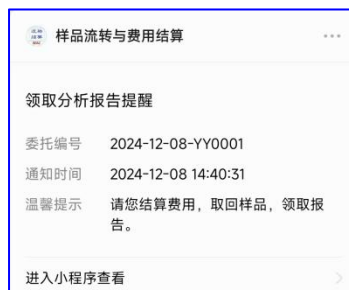 样品流转与费用结算
领取分析报告提醒
委托编号 2024-12-08-YY0001
通知时间 2024-12-08 14:40:31
温馨提示 请您结算费用，取回样品，领取报
告。
进入小程序查看